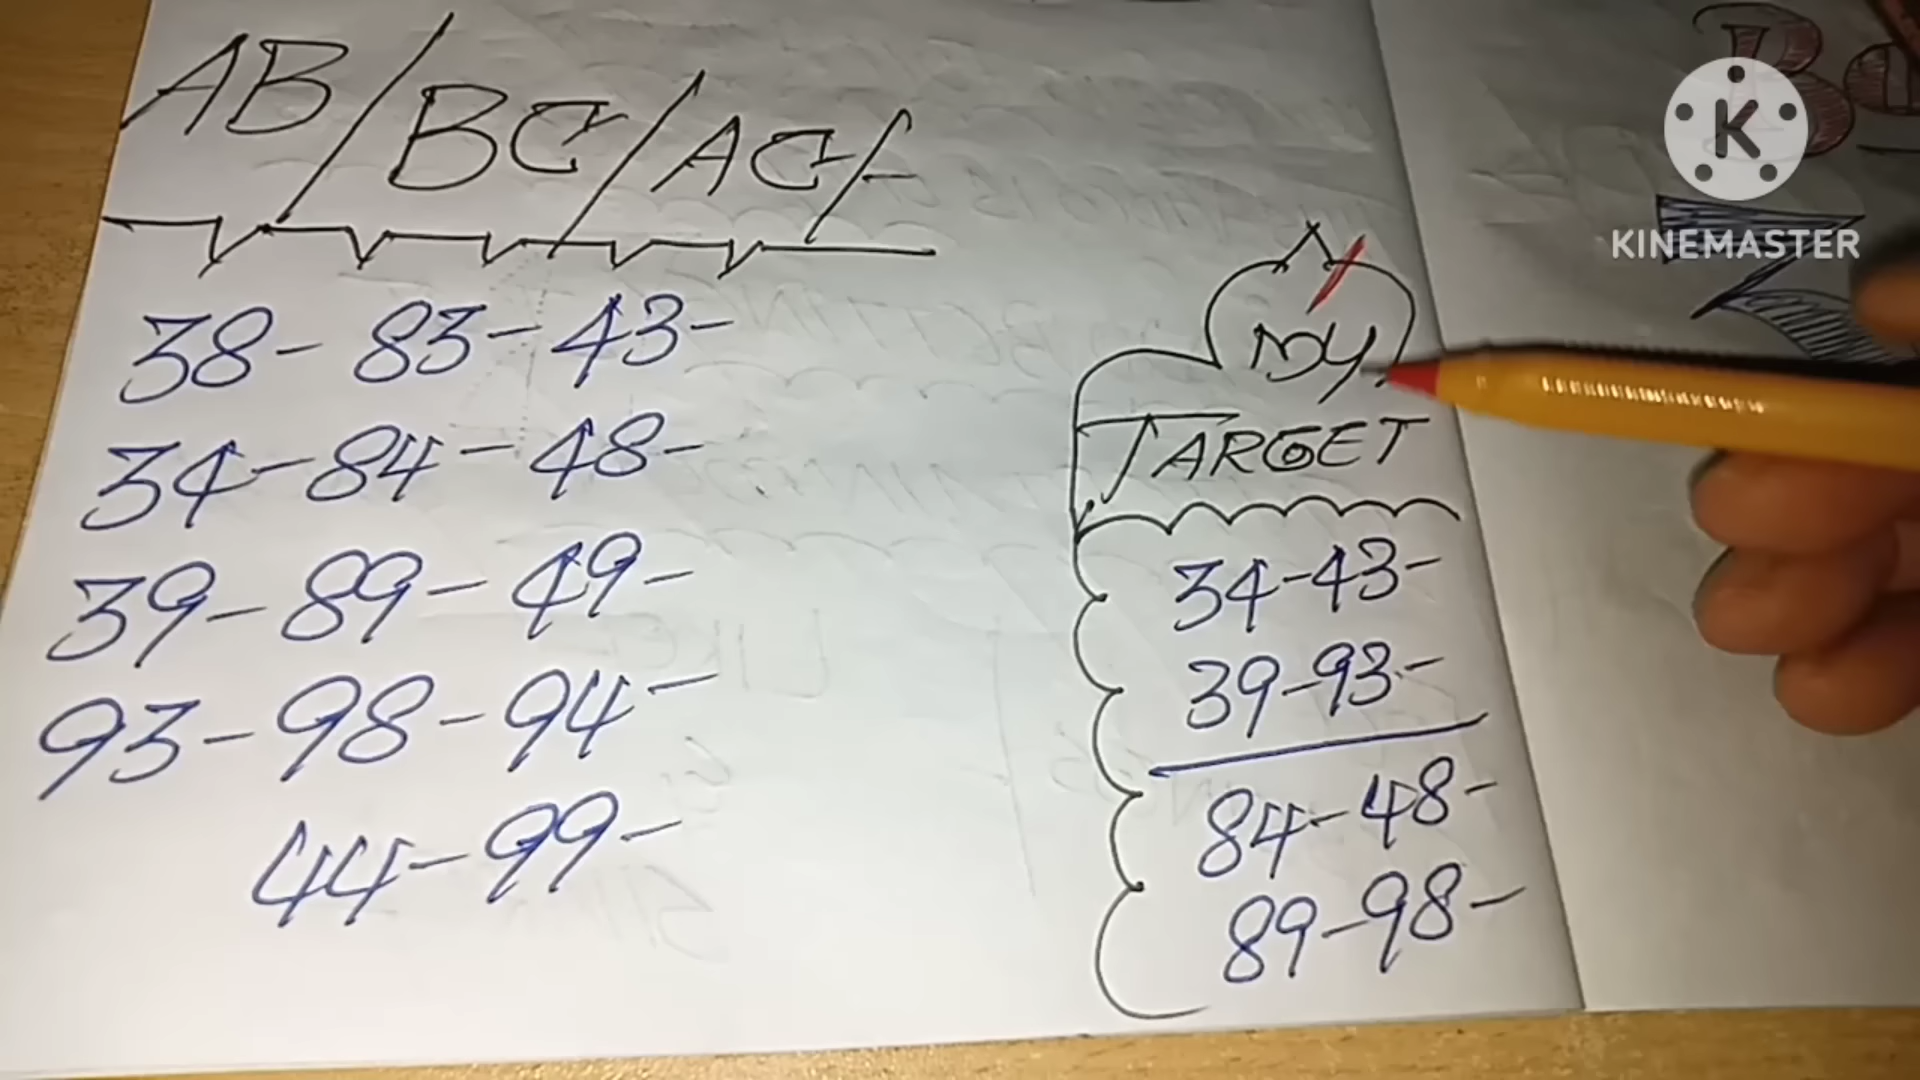 AB/BC/AC/-
38-83-43-
34-84-48-
39-89-49-
93-98-94-
44-99-
My
TARGET
34-43-
39-93-
84-48-
89-98-
K
KINEMASTER